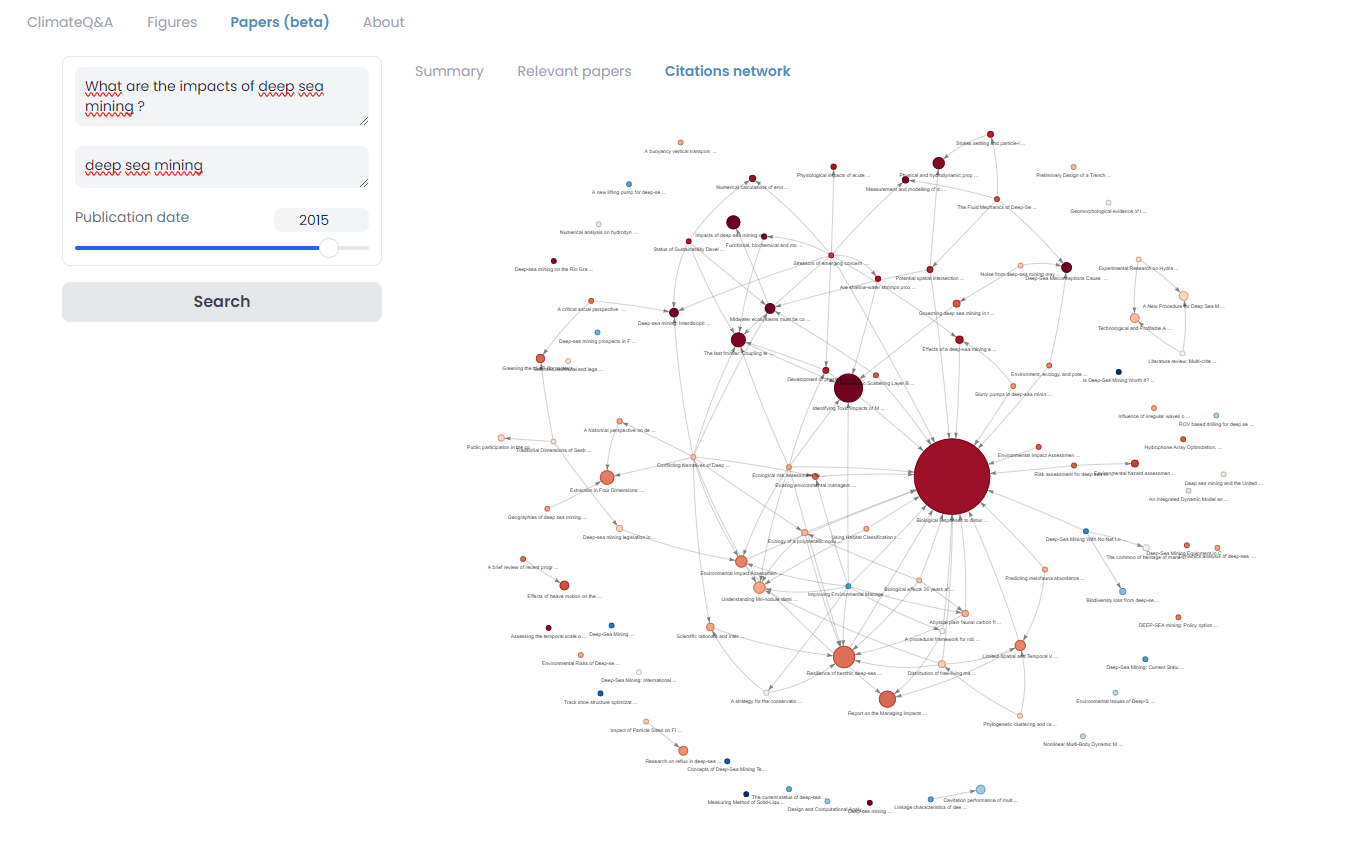 ClimateQ&A
Figures
Papers (beta)
About
What are the impacts of deep sea
mining ?
deep sea mining
Publication date
2015
Search
Summary
Relevant papers
Citations network
Stokes settling and particle-l ...
A buoyancy vertical transport ...
Physiological impacts of acute ...
Physical and hydrodynamic prop ...
Preliminary Design of a Trench ...
A new lifting pump for deep-se ...
Numerical calculations of envi ...
Measurement and modelling of d ...
The Fluid Mechanics of Deep-Se ...
Geomorphological evidence of l ...
Numerical analysis on hydrodyn ...
Impacts of deep-sea mining
Functional, biochemical and mo ...
Status of Sustainability Devel ...
Stressors of emerging concern ...
Deep-sea mining on the Rio Gra ...
Potential spatial intersection ...
Noise from deep-sea mining may
Deep-Sea Misconceptions Cause ...
Experimental Research on Hydra ...
Are shallow-water shrimps prox ...
A critical social perspective ...
Deep-sea mining: Interdiscipli ...
Midwater ecosystems must be co ...
Governing deep sea mining in t ...
A New Procedure for Deep Sea M ...
Technological and Profitable A ...
Deep-sea mining prospects in F ...
The last frontier: Coupling te ...
Effects of a deep-sea mining e ...
Literature review: Multi-crite ...
Greening the
Development of
Scattering Layer B ...
Environment, ecology, and pote ...
Is Deep-Sea Mining Worth It? ...
Slurry pumps in deep-sea minin ...
Identifying Toxic Impacts of M ...
Influence of irregular waves o ...
ROV based drilling for deep se ...
A historical perspective on de ...
Public participation in the
Traditional Dimensions of Seab ...
Hydrophone Array Optimization, ...
Environmental Impact Assessmen ...
Conflicting Narratives of Deep ...
Ecological risk
Existing environmental managem ...
Risk assessment for deep-sea
Environmental hazard assessmen ...
Deep sea mining and the United ...
Extraction in Four Dimensions: ...
An Integrated Dynamic Model an ...
Geographies of deep sea mining ...
Biological responses to distur ...
Deep-sea mining legislation in ...
Ecology of a polymetallic nodu ...
Using Habitat Classification t ...
Deep-Sea Mining With No Net Lo ...
Deep-Sea Mining Equipment in
The common of heritage of
analysis of deep-sea ...
A brief review of recent progr ...
Environmental Impact Assessmen ...
Predicting meiofauna abundance ...
Effects of heave motion on the ...
Understanding Mn-nodule distri ...
Improving Environmental Manage ...
Biological effects 26 years af ...
Biodiversity loss from deep-se ...
Abyssal plain faunal carbon fl ...
DEEP-SEA mining: Policy option ...
Assessing the temporal scale o ...
Deep-Sea Mining ...
Scientific rationale and inter ...
A procedural framework for rob ...
Environmental Risks of Deep-se ...
Limited Spatial and Temporal V ...
Deep-Sea Mining: Current Statu ...
Deep-Sea Mining: International ...
Resilience of benthic deep-sea ...
Distribution of free-living ma ...
Track shoe structure optimizat ...
A strategy for the conservatio ...
Environmental Issues of Deep-S ...
Report on the Managing Impacts ...
Impact of Particle Sizes on Fl ...
Phylogenetic clustering and ra ...
Nonlinear Multi-Body Dynamic M ...
Research on reflux in deep-sea ...
Concepts of Deep-Sea Mining Te ...
Measuring Method of Solid-Liqu ...
The current status of deep-sea ...
Design and Computational
Deep-sea mining ...
Linkage characteristics of dee ...
Cavitation performance of mult ...